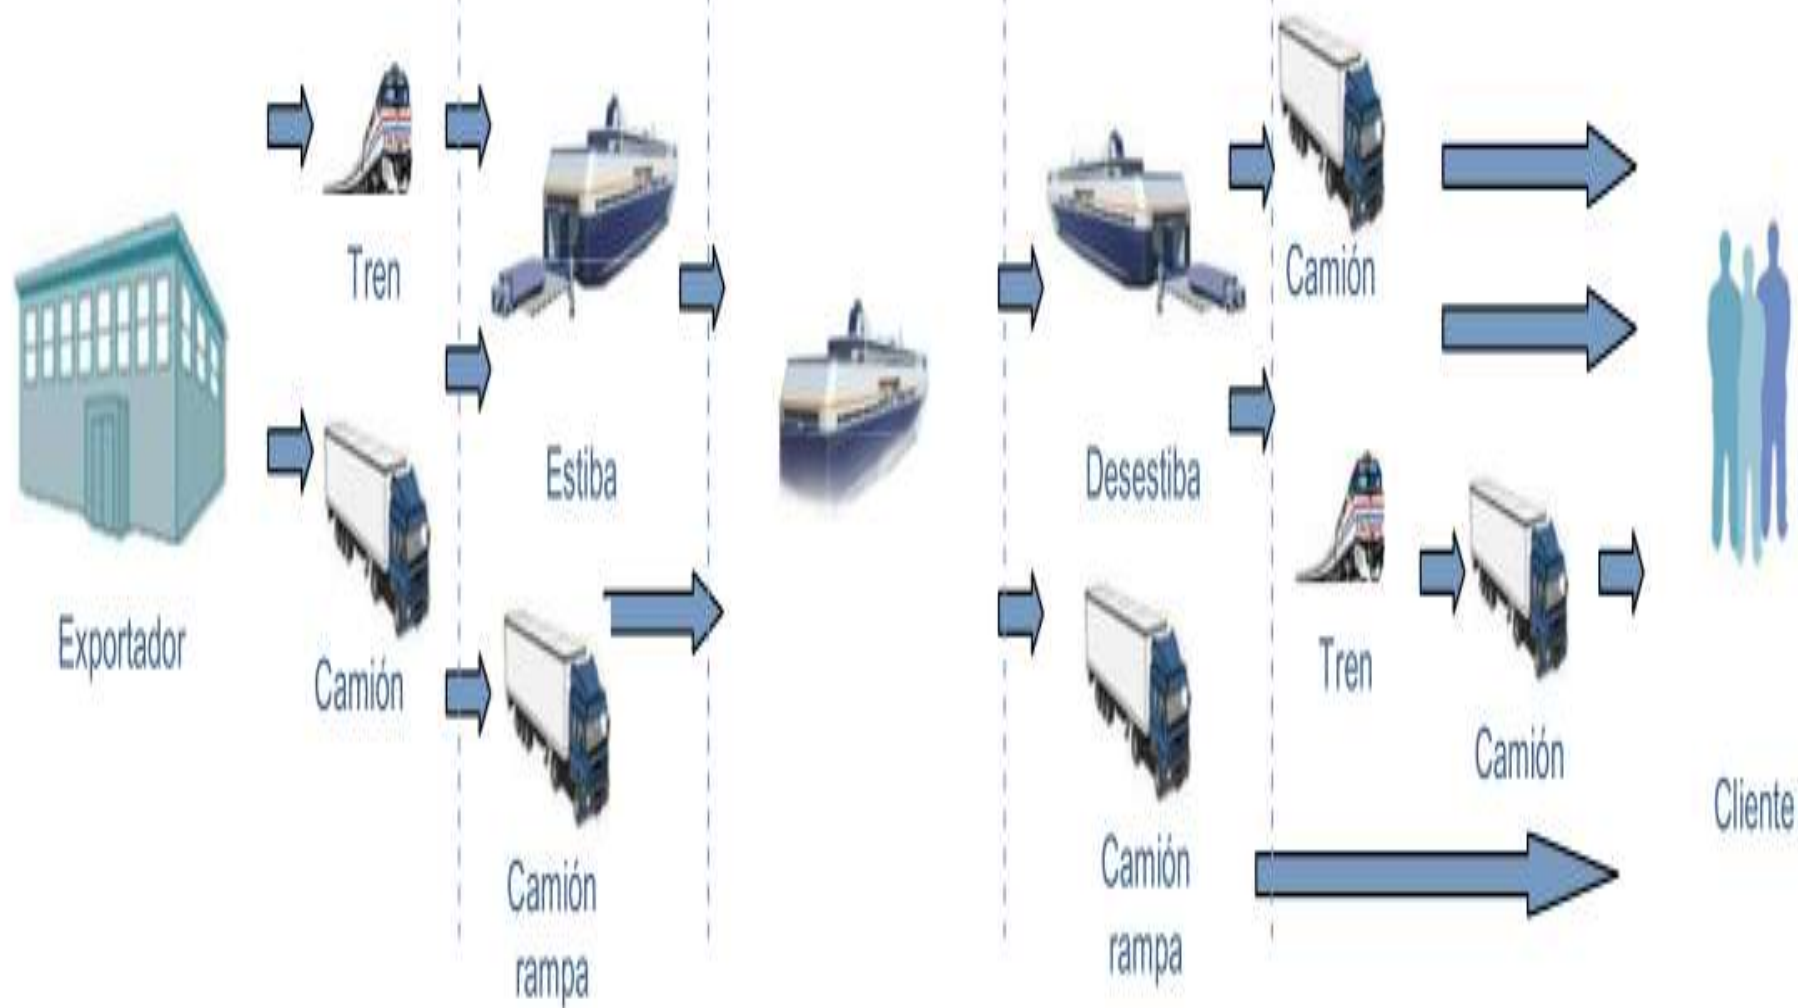 Tren
Camión
Estiba
Desestiba
Exportador
Camión
Tren
Camión
Cliente
Camión
rampa
Camión
rampa